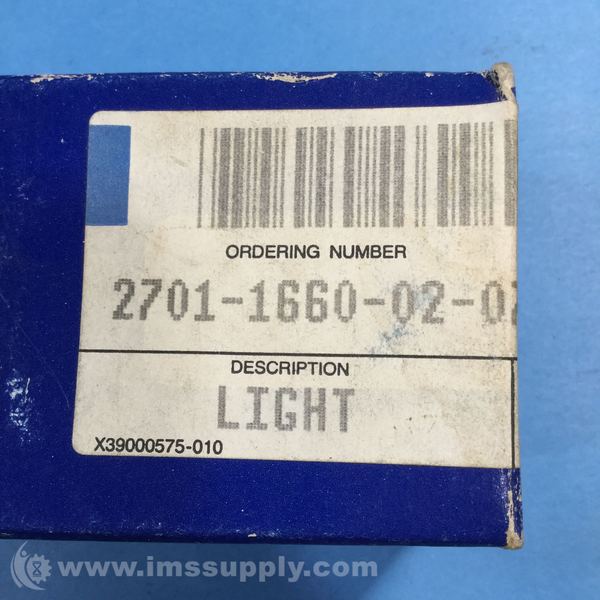 ORDERING NUMBER
2701-1660-02-0
DESCRIPTION
LIGHT
X39000575-010
www.imssupply.com